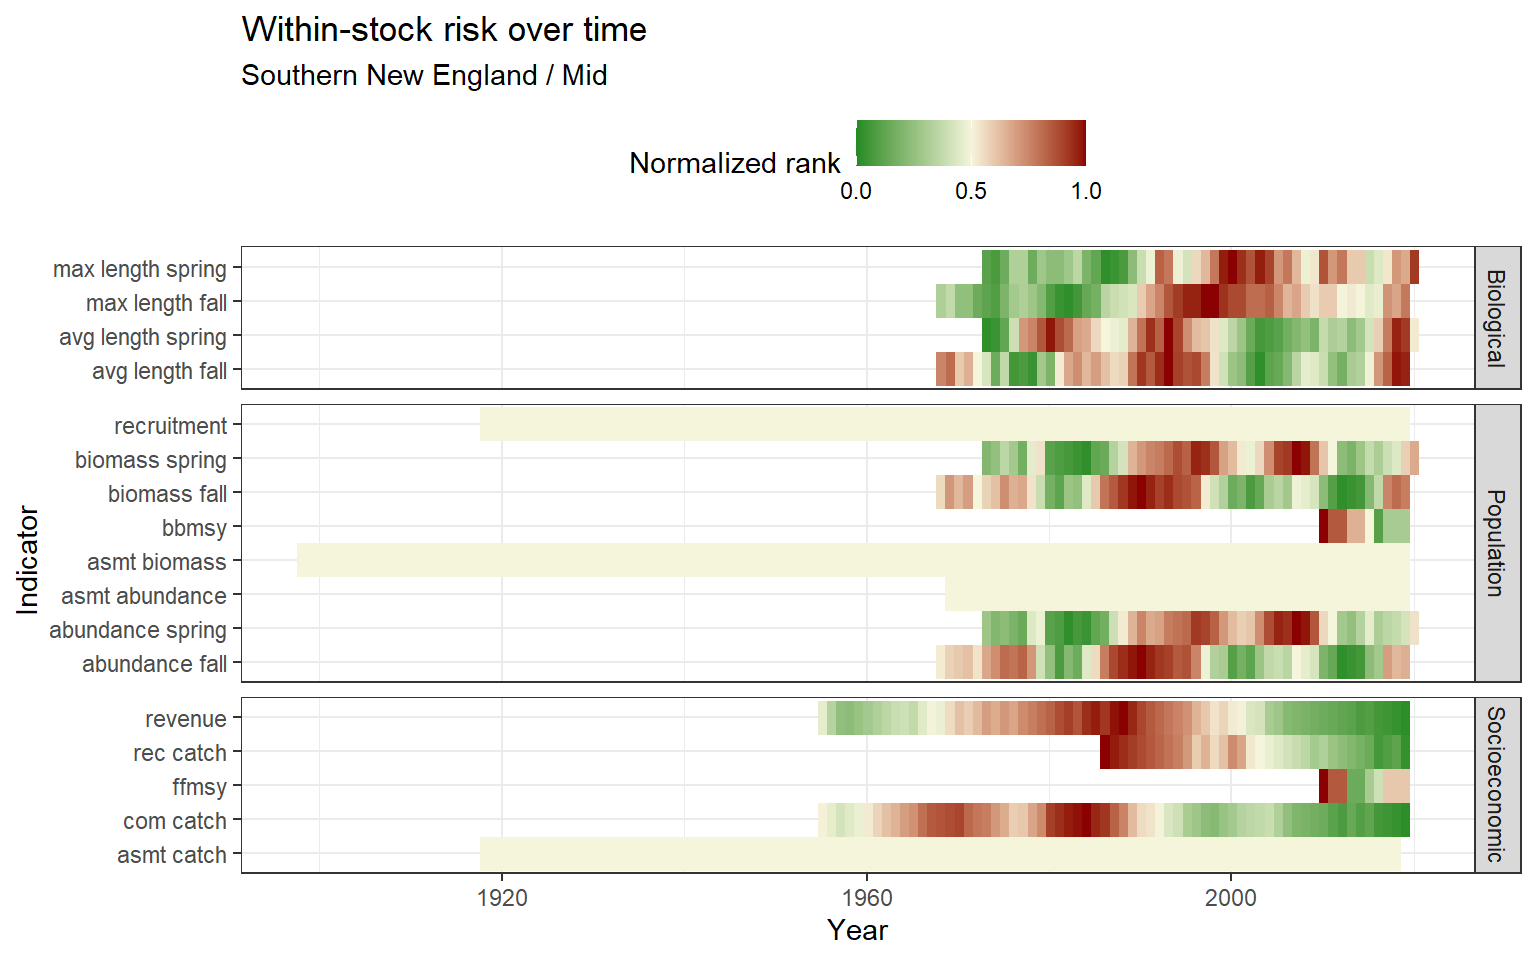 Within-stock risk over time
Southern New England / Mid
Normalized rank
0.0 0.5 1.0
max length spring
max length fall
avg length spring
avg length fall
Biological
recruitment
biomass spring
biomass fall
bbmsy
asmt biomass
asmt abundance
abundance spring
abundance fall
Population
revenue
rec catch
ffmsy
com catch
asmt catch
Socioeconomic
Indicator
1920 1960 2000
Year